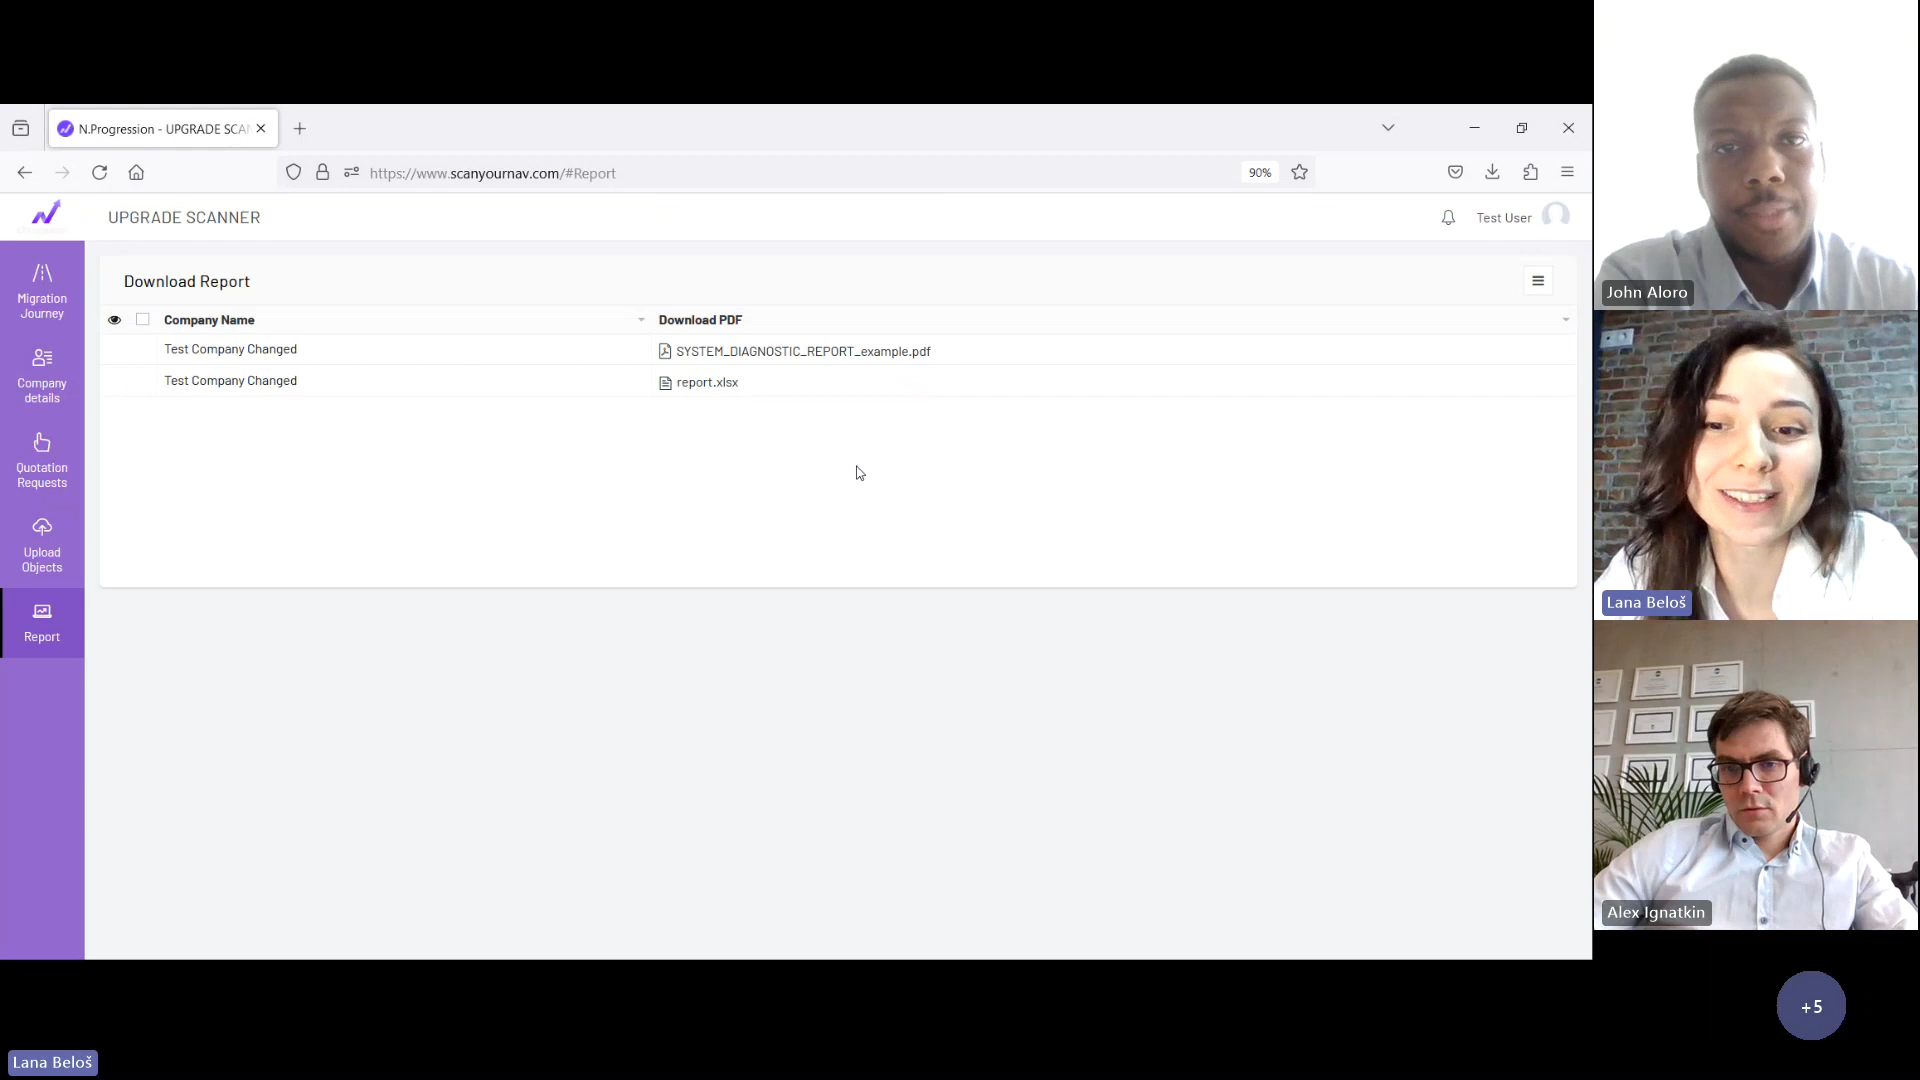 N.Progression - UPGRADE SCA
https://www.scanyournav.com/#Report
90%
UPGRADE SCANNER
Test User
Migration
Journey
Company
details
Quotation
Requests
Upload
Objects
Report
Download Report
Company Name
Download PDF
Test Company Changed
SYSTEM_DIAGNOSTIC_REPORT_example.pdf
Test Company Changed
report.xlsx
John Aloro
Lana Beloš
Alex Ignatkin
+5
Lana Beloš